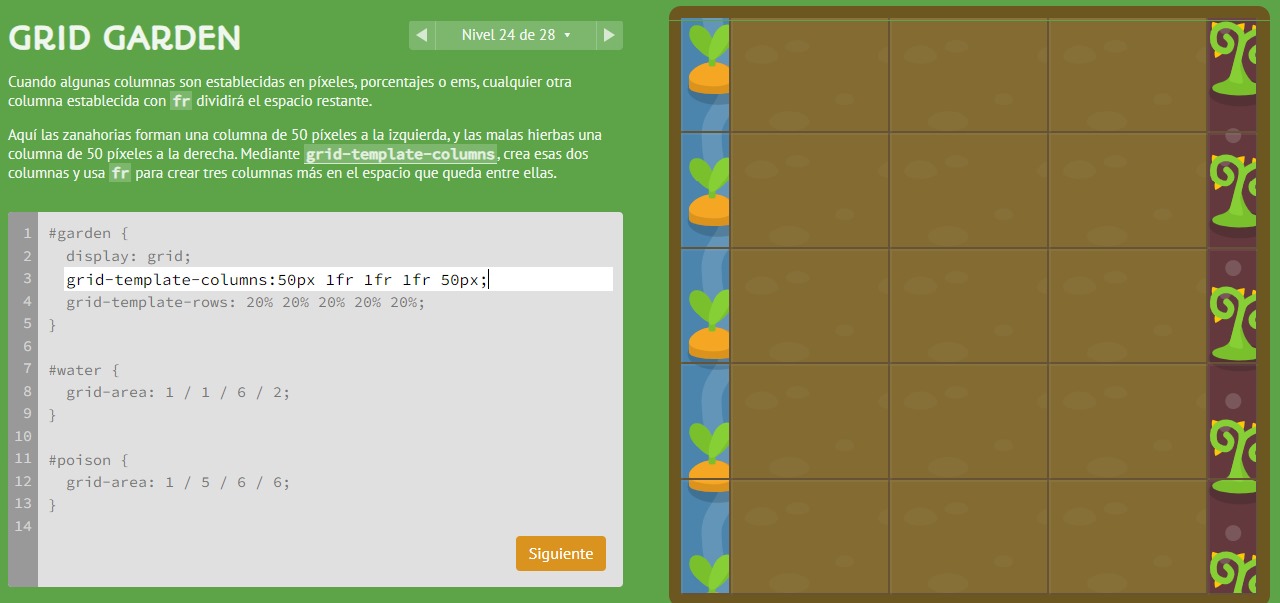 GRID GARDEN
◀ Nivel 24 de 28 ▾ ▶
Cuando algunas columnas son establecidas en píxeles, porcentajes o ems, cualquier otra
columna establecida con fr dividirá el espacio restante.
Aquí las zanahorias forman una columna de 50 píxeles a la izquierda, y las malas hierbas una
columna de 50 píxeles a la derecha. Mediante grid-template-columns, crea esas dos
columnas y usa fr para crear tres columnas más en el espacio que queda entre ellas.
1 #garden {
2 display: grid;
3 grid-template-columns:50px 1fr 1fr 1fr 50px;
4 grid-template-rows: 20% 20% 20% 20% 20%;
5 }
6
7 #water {
8 grid-area: 1 / 1 / 6 / 2;
9 }
10
11 #poison {
12 grid-area: 1 / 5 / 6 / 6;
13 }
14
Siguiente